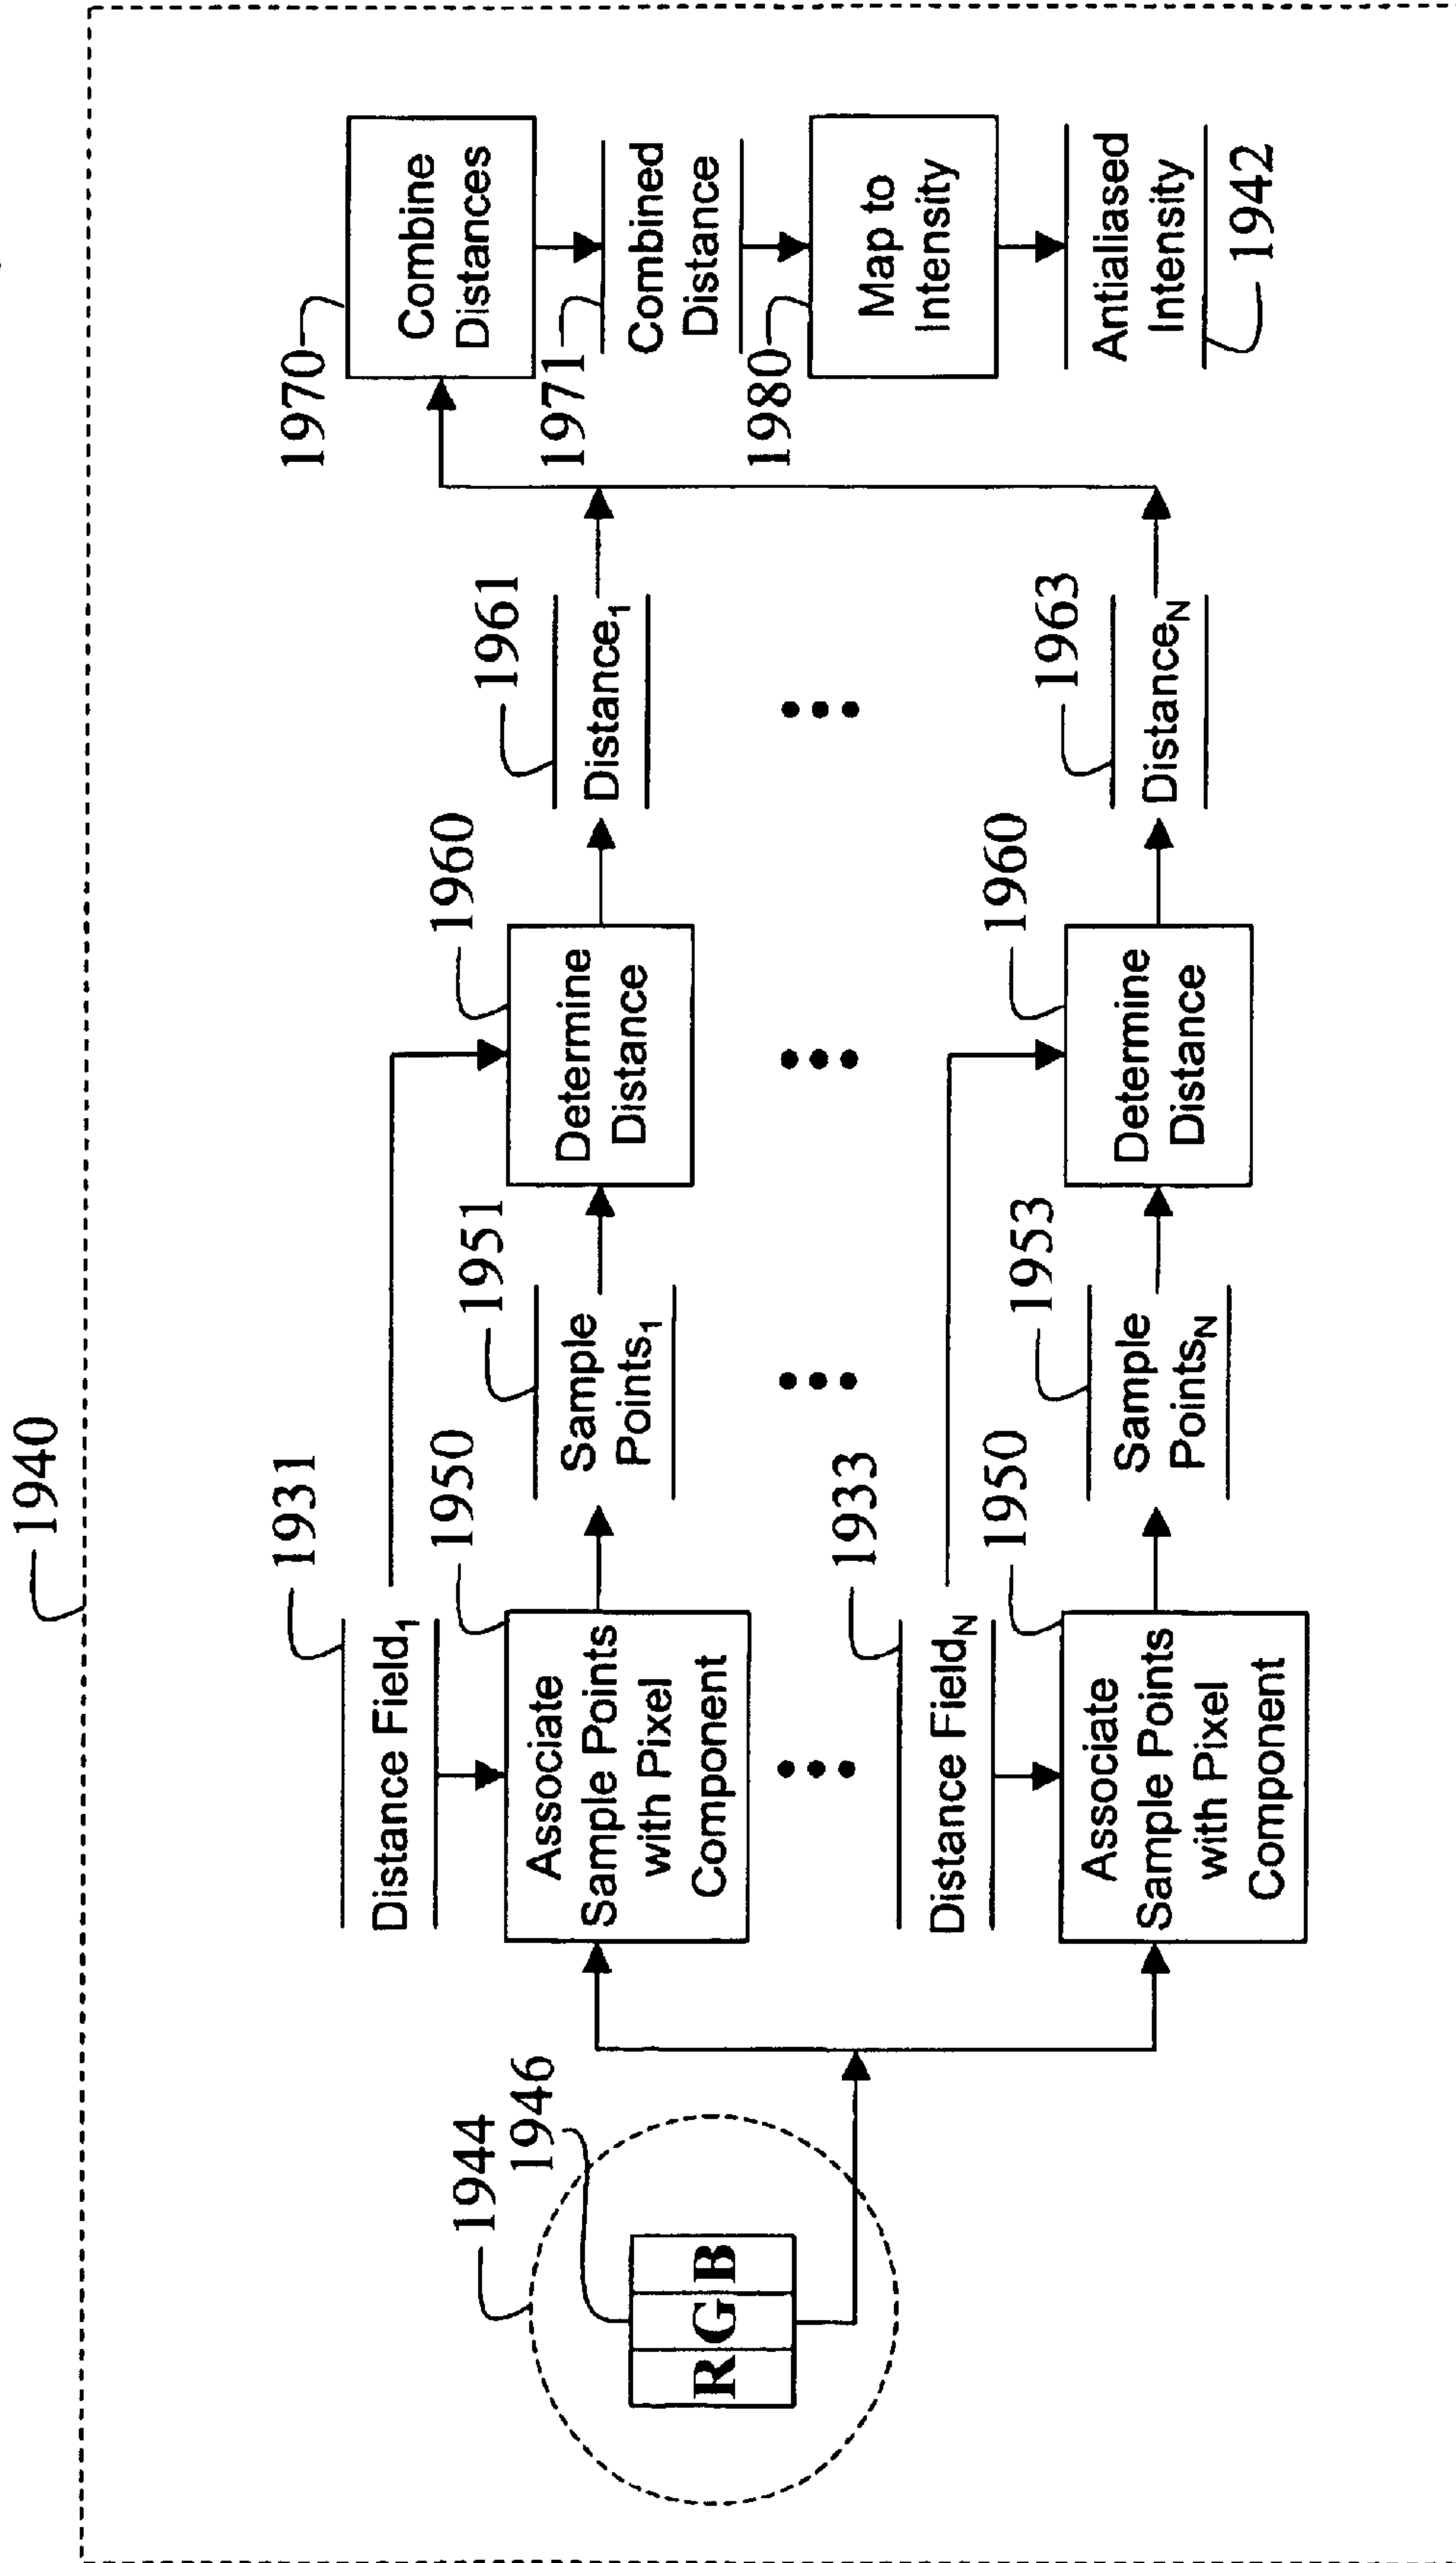 1940
1944
1946
R G B
1931
Distance Field1
1950
Associate
Sample Points
with Pixel
Component
1951
Sample
Points1
1960
Determine
Distance
1961
Distance1
1933
Distance FieldN
1950
Associate
Sample Points
with Pixel
Component
1953
Sample
PointsN
1960
Determine
Distance
1963
DistanceN
1970
Combine
Distances
1971
Combined
Distance
1980
Map to
Intensity
Antialiased
Intensity
1942